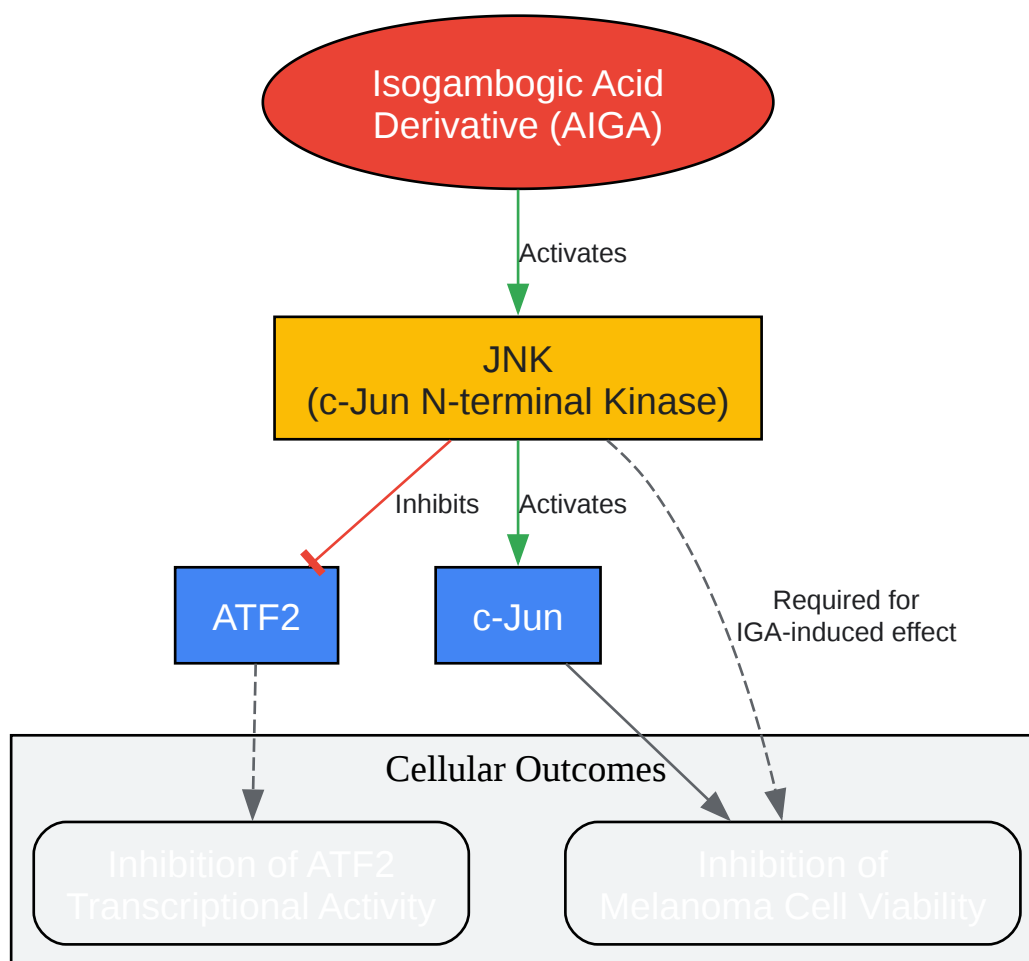 Isogambogic Acid
Derivative (AIGA)
Activates
JNK
(c-Jun N-terminal Kinase)
Inhibits
Activates
ATF2
c-Jun
Required for
IGA-induced effect
Cellular Outcomes
Inhibition of ATF2
Transcriptional Activity
Inhibition of
Melanoma Cell Viability